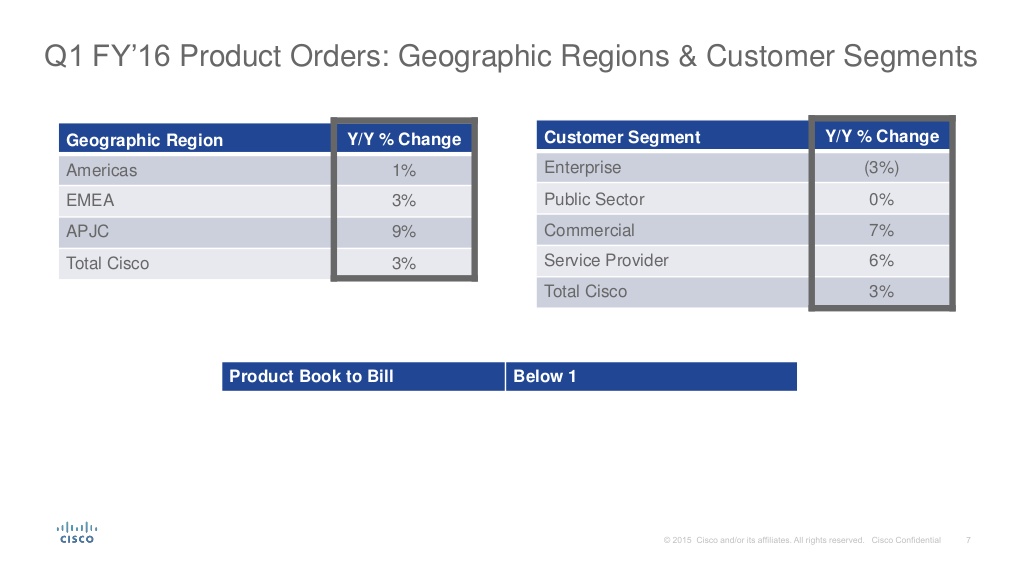 Q1 FY’16 Product Orders: Geographic Regions & Customer Segments
Geographic Region Y/Y % Change
Americas 1%
EMEA 3%
APJC 9%
Total Cisco 3%
Customer Segment Y/Y % Change
Enterprise (3%)
Public Sector 0%
Commercial 7%
Service Provider 6%
Total Cisco 3%
Product Book to Bill Below 1
CISCO
© 2015 Cisco and/or its affiliates. All rights reserved. Cisco Confidential 7